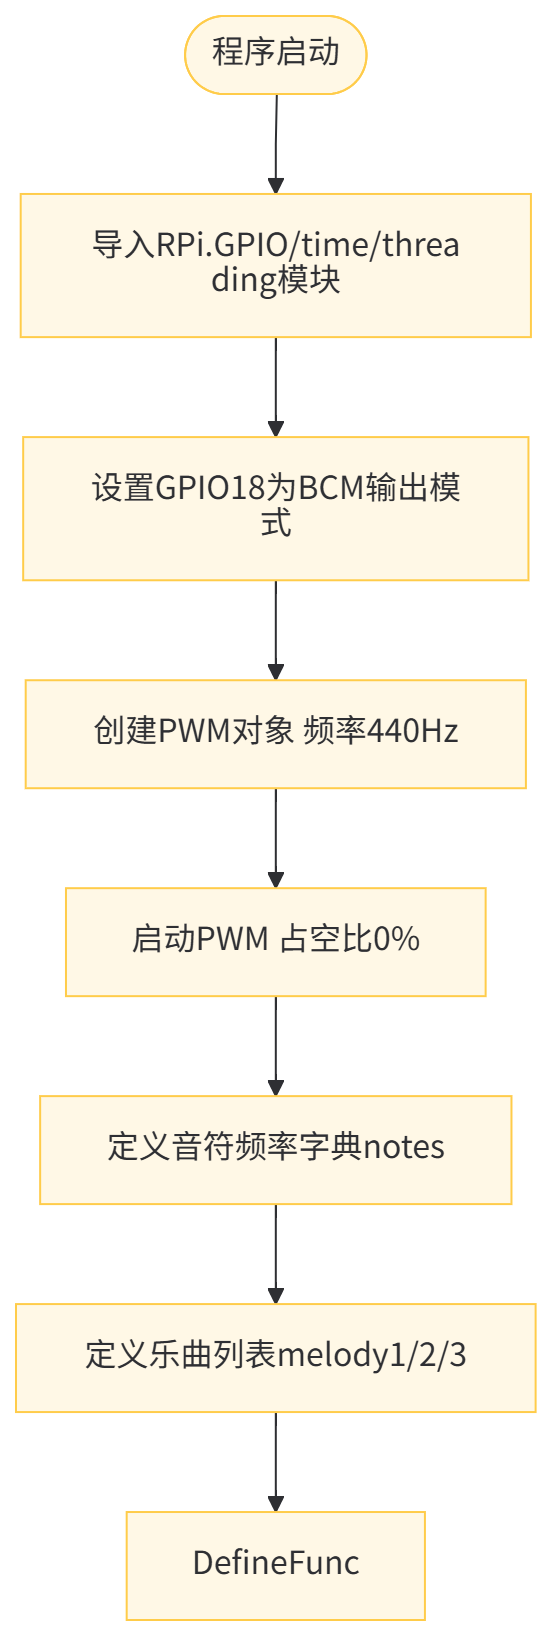 程序启动
导入RPi.GPIO/time/threa
ding模块
设置GPIO18为BCM输出模
式
创建PWM对象 频率440Hz
启动PWM 占空比0%
定义音符频率字典notes
定义乐曲列表melody1/2/3
DefineFunc